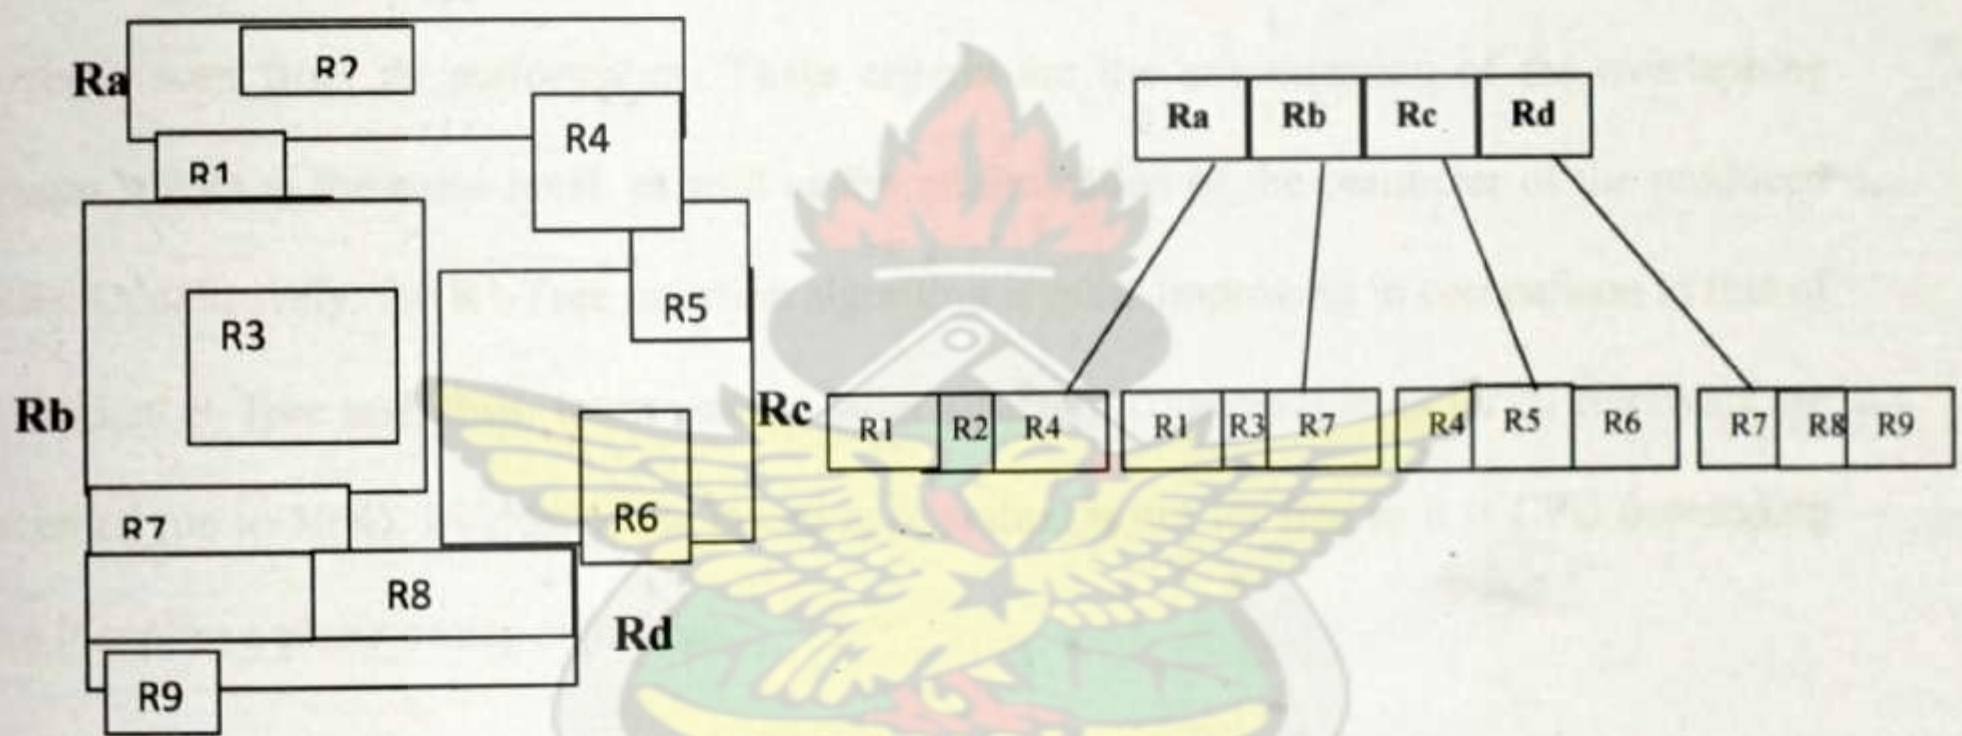 Ra
R2
R4
R1
R3
R5
Rb
Rc
R6
R7
R8
Rd
R9
Ra Rb Rc Rd
R1 R2 R4 R1 R3 R7 R4 R5 R6 R7 R8 R9